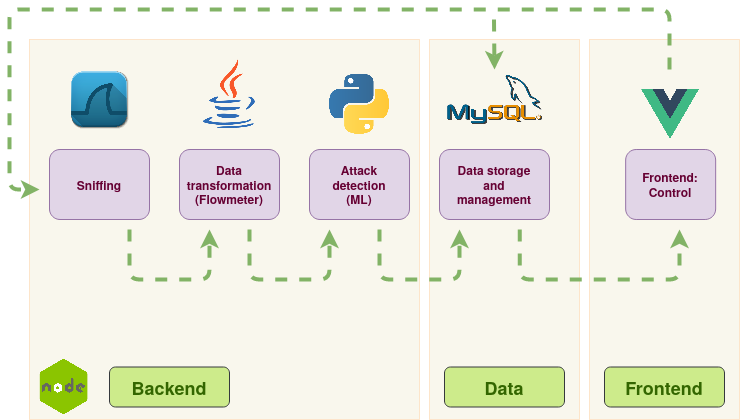 MySQL.
Sniffing
Data
transformation
(Flowmeter)
Attack
detection
(ML)
Data storage
and
management
Frontend:
Control
node
Backend
Data
Frontend